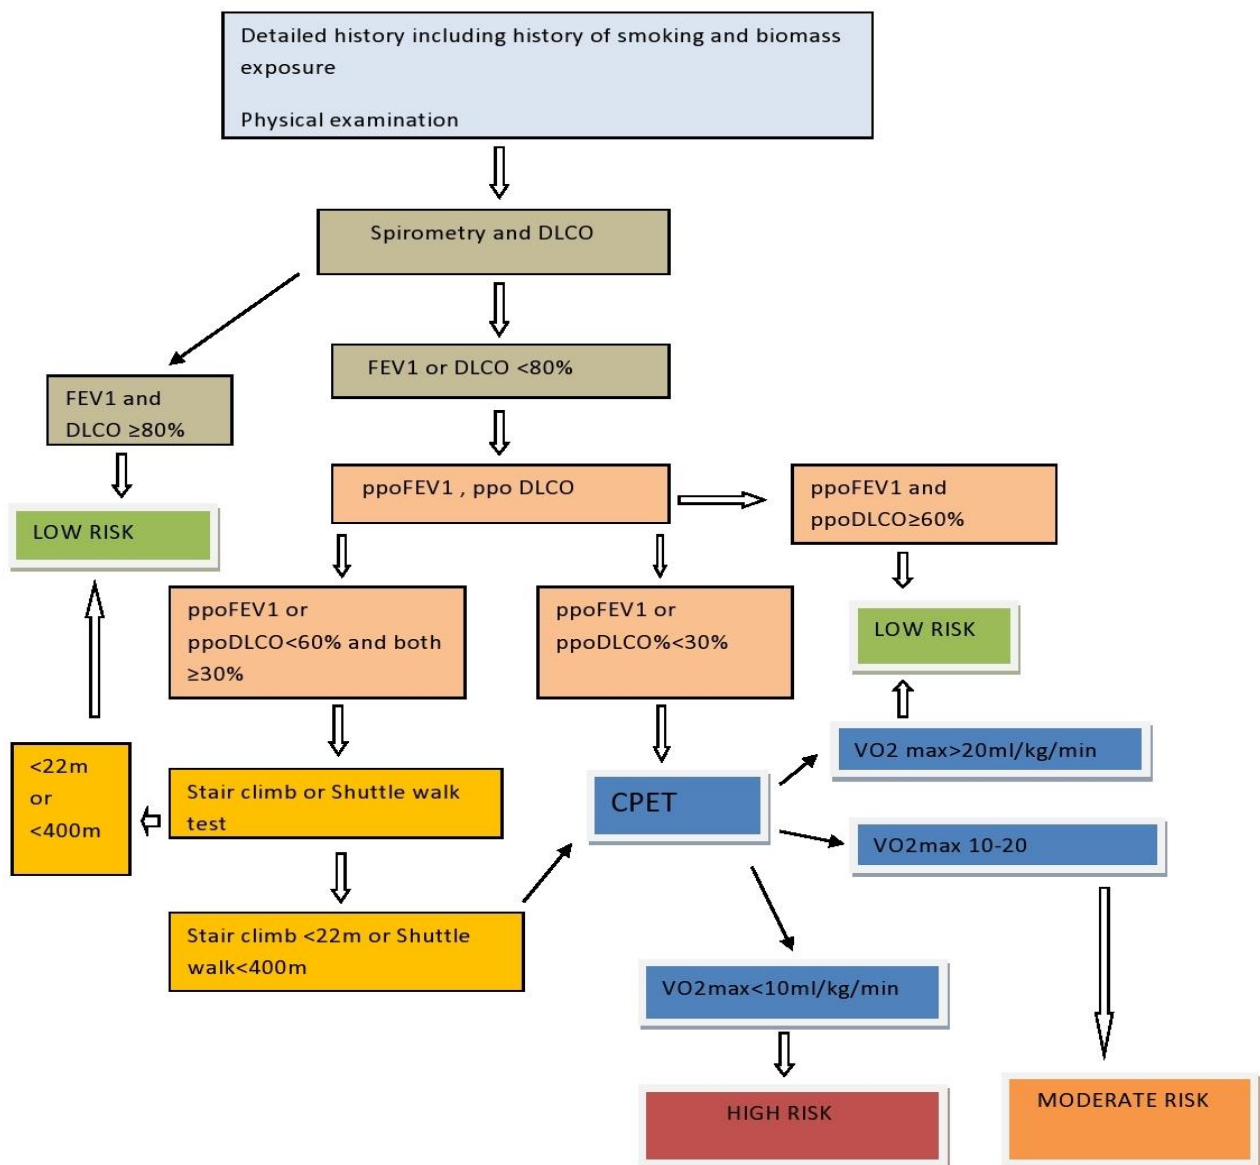 Detailed history including history of smoking and biomass
exposure
Physical examination
Spirometry and DLCO
FEV1 or DLCO <80%
FEV1 and
DLCO ≥80%
LOW RISK
ppoFEV1 , ppo DLCO
ppoFEV1 and
ppoDLCO≥60%
LOW RISK
ppoFEV1 or
ppoDLCO<60% and both
≥30%
ppoFEV1 or
ppoDLCO%<30%
<22m
or
<400m
Stair climb or Shuttle walk
test
CPET
VO2 max>20ml/kg/min
VO2max 10-20
Stair climb <22m or Shuttle
walk<400m
VO2max<10ml/kg/min
HIGH RISK
MODERATE RISK